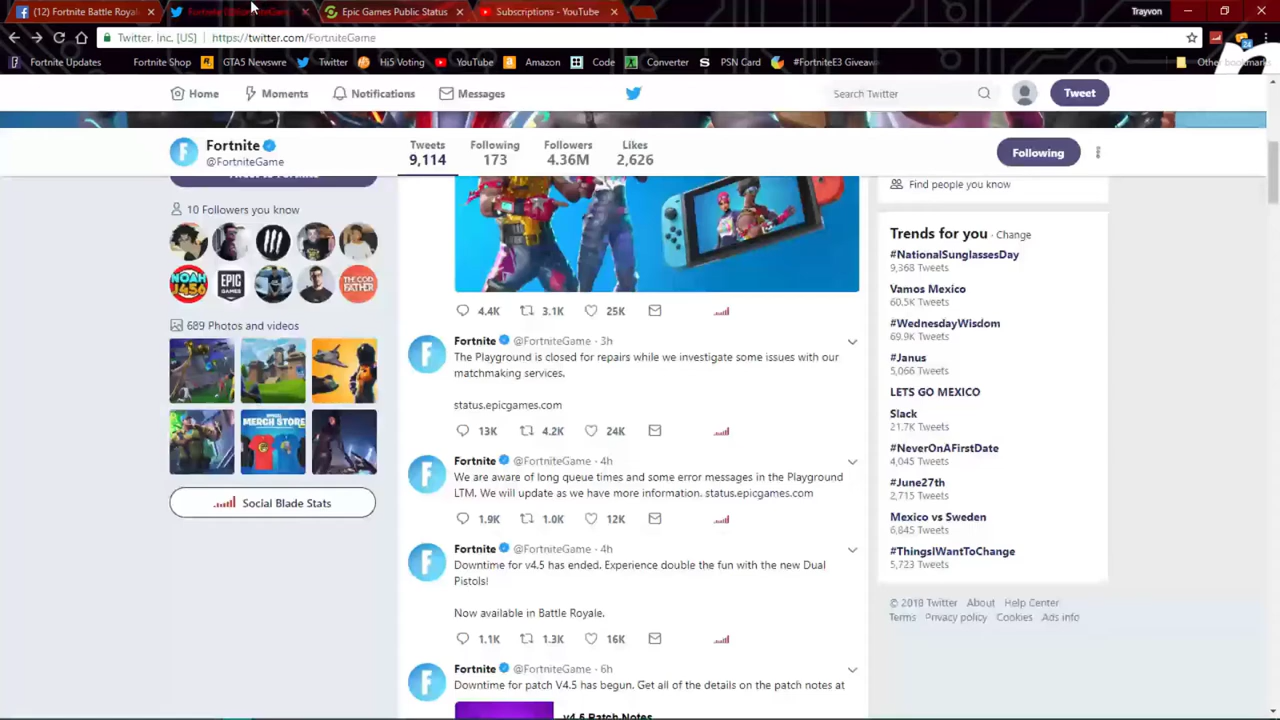 (12) Fortnite Battle Royal
Epic Games Public Status
Subscriptions - YouTube
Trayvon
Twitter, Inc. [US]
https://twitter.com/FortniteGame
Fortnite Updates
Fortnite Shop
GTA5 Newswre
Twitter
Hi5 Voting
YouTube
Amazon
Code
Converter
PSN Card
#FortniteE3 Giveaw
Other bookmarks
24
Home
Moments
Notifications
Messages
Search Twitter
Tweet
Fortnite
@FortniteGame
Tweets
9,114
Following
173
Followers
4.36M
Likes
2,626
Following
10 Followers you know
NOAH
J456
EPIC
GAMES
THE COD
FATHER
689 Photos and videos
MERCH STORE
Social Blade Stats
4.4K 3.1K 25K
Fortnite @FortniteGame · 3h
The Playground is closed for repairs while we investigate some issues with our
matchmaking services.
status.epicgames.com
13K 4.2K 24K
Fortnite @FortniteGame · 4h
We are aware of long queue times and some error messages in the Playground
LTM. We will update as we have more information. status.epicgames.com
1.9K 1.0K 12K
Fortnite @FortniteGame · 4h
Downtime for v4.5 has ended. Experience double the fun with the new Dual
Pistols!
Now available in Battle Royale.
1.1K 1.3K 16K
Fortnite @FortniteGame · 6h
Downtime for patch V4.5 has begun. Get all of the details on the patch notes at
Patch Notes
Find people you know
Trends for you · Change
#NationalSunglassesDay
9,368 Tweets
Vamos Mexico
60.5K Tweets
#WednesdayWisdom
69.9K Tweets
#Janus
5,066 Tweets
LETS GO MEXICO
Slack
21.7K Tweets
#NeverOnAFirstDate
4,045 Tweets
#June27th
2,715 Tweets
Mexico vs Sweden
6,845 Tweets
#ThingsIWantToChange
5,723 Tweets
© 2018 Twitter About Help Center
Terms Privacy policy Cookies Ads info